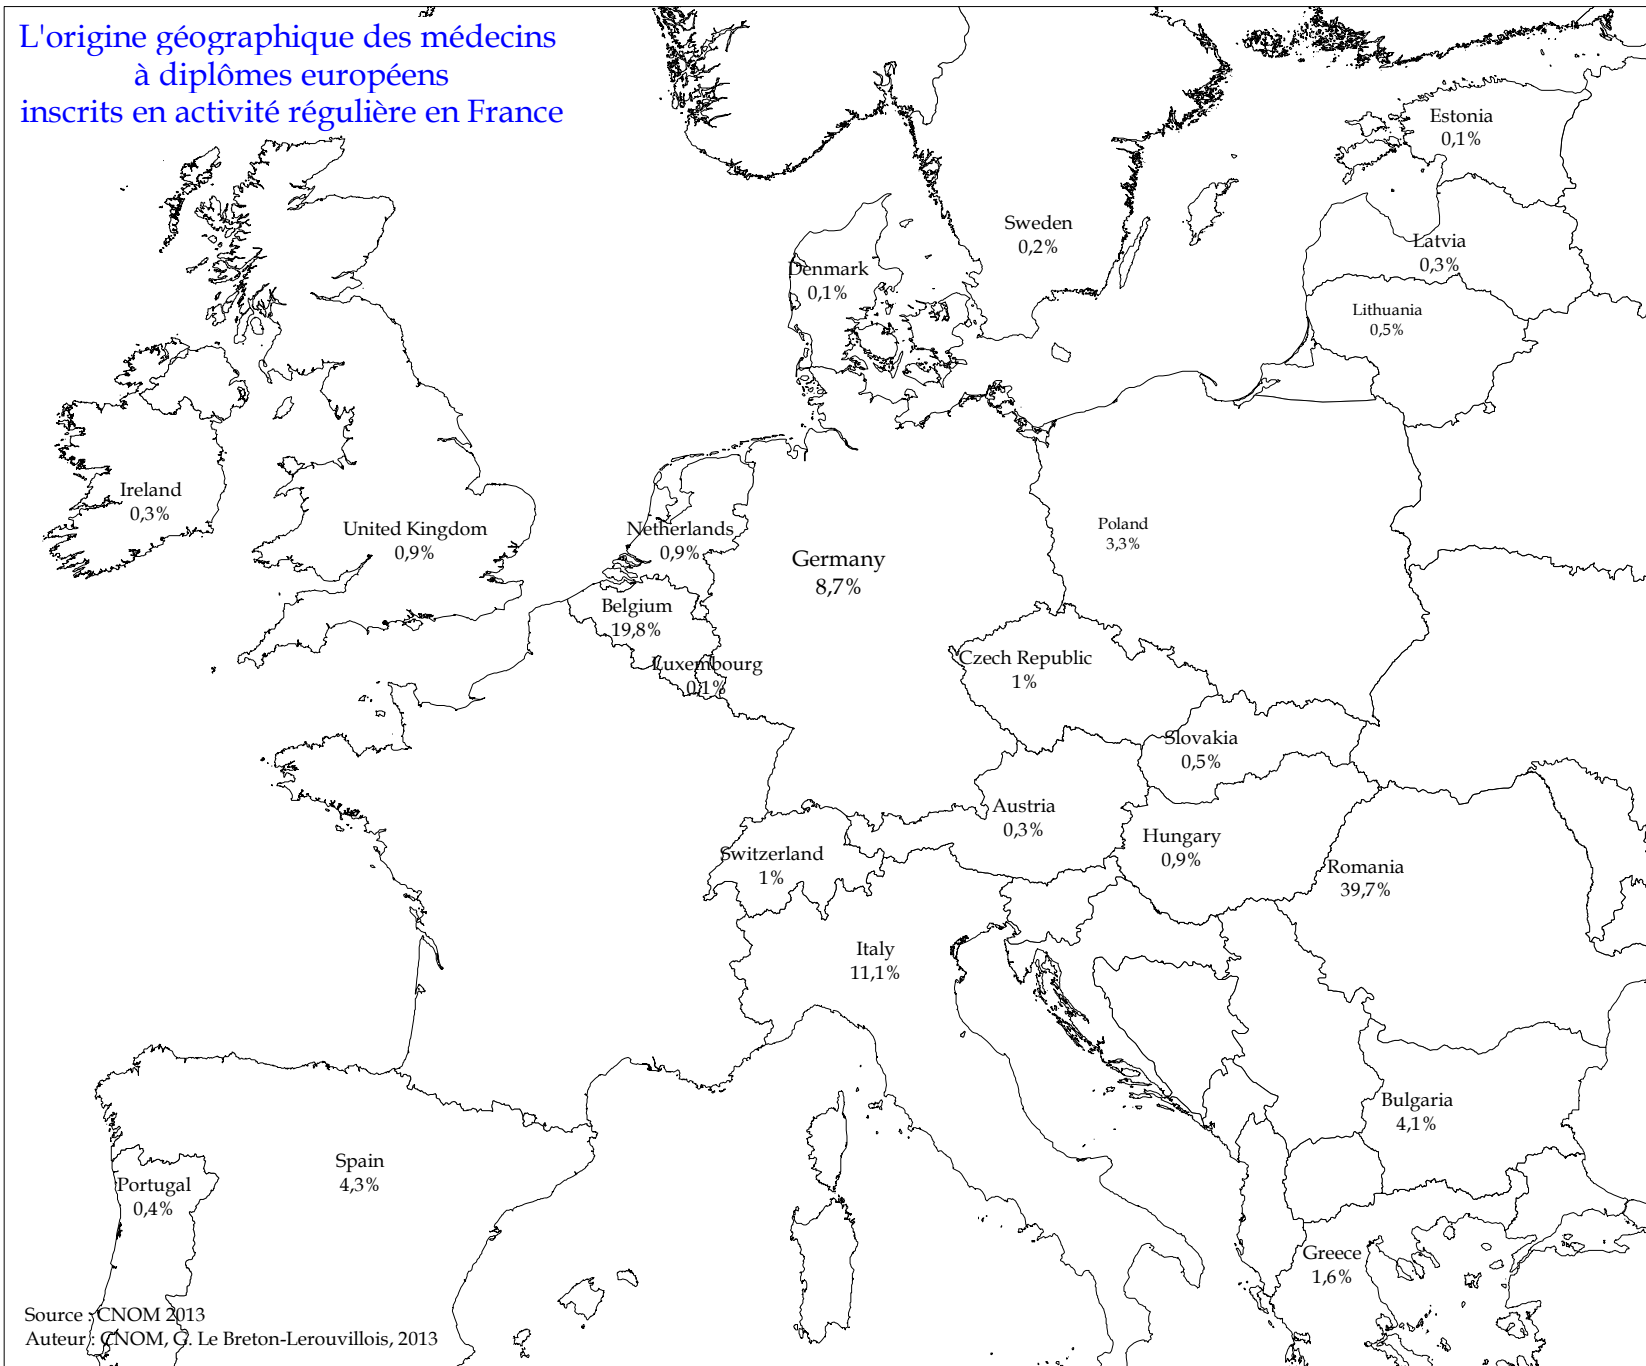 L'origine géographique des médecins
à diplômes européens
inscrits en activité régulière en France
Estonia
0,1%
Sweden
0,2%
Latvia
0,3%
Denmark
0,1%
Lithuania
0,5%
Ireland
0,3%
United Kingdom
0,9%
Netherlands
0,9%
Germany
8,7%
Poland
3,3%
Belgium
19,8%
Luxembourg
0,1%
Czech Republic
1%
Slovakia
0,5%
Austria
0,3%
Hungary
0,9%
Switzerland
1%
Romania
39,7%
Italy
11,1%
Bulgaria
4,1%
Spain
4,3%
Portugal
0,4%
Greece
1,6%
Source : CNOM 2013
Auteur : CNOM, G. Le Breton-Lerouvillois, 2013